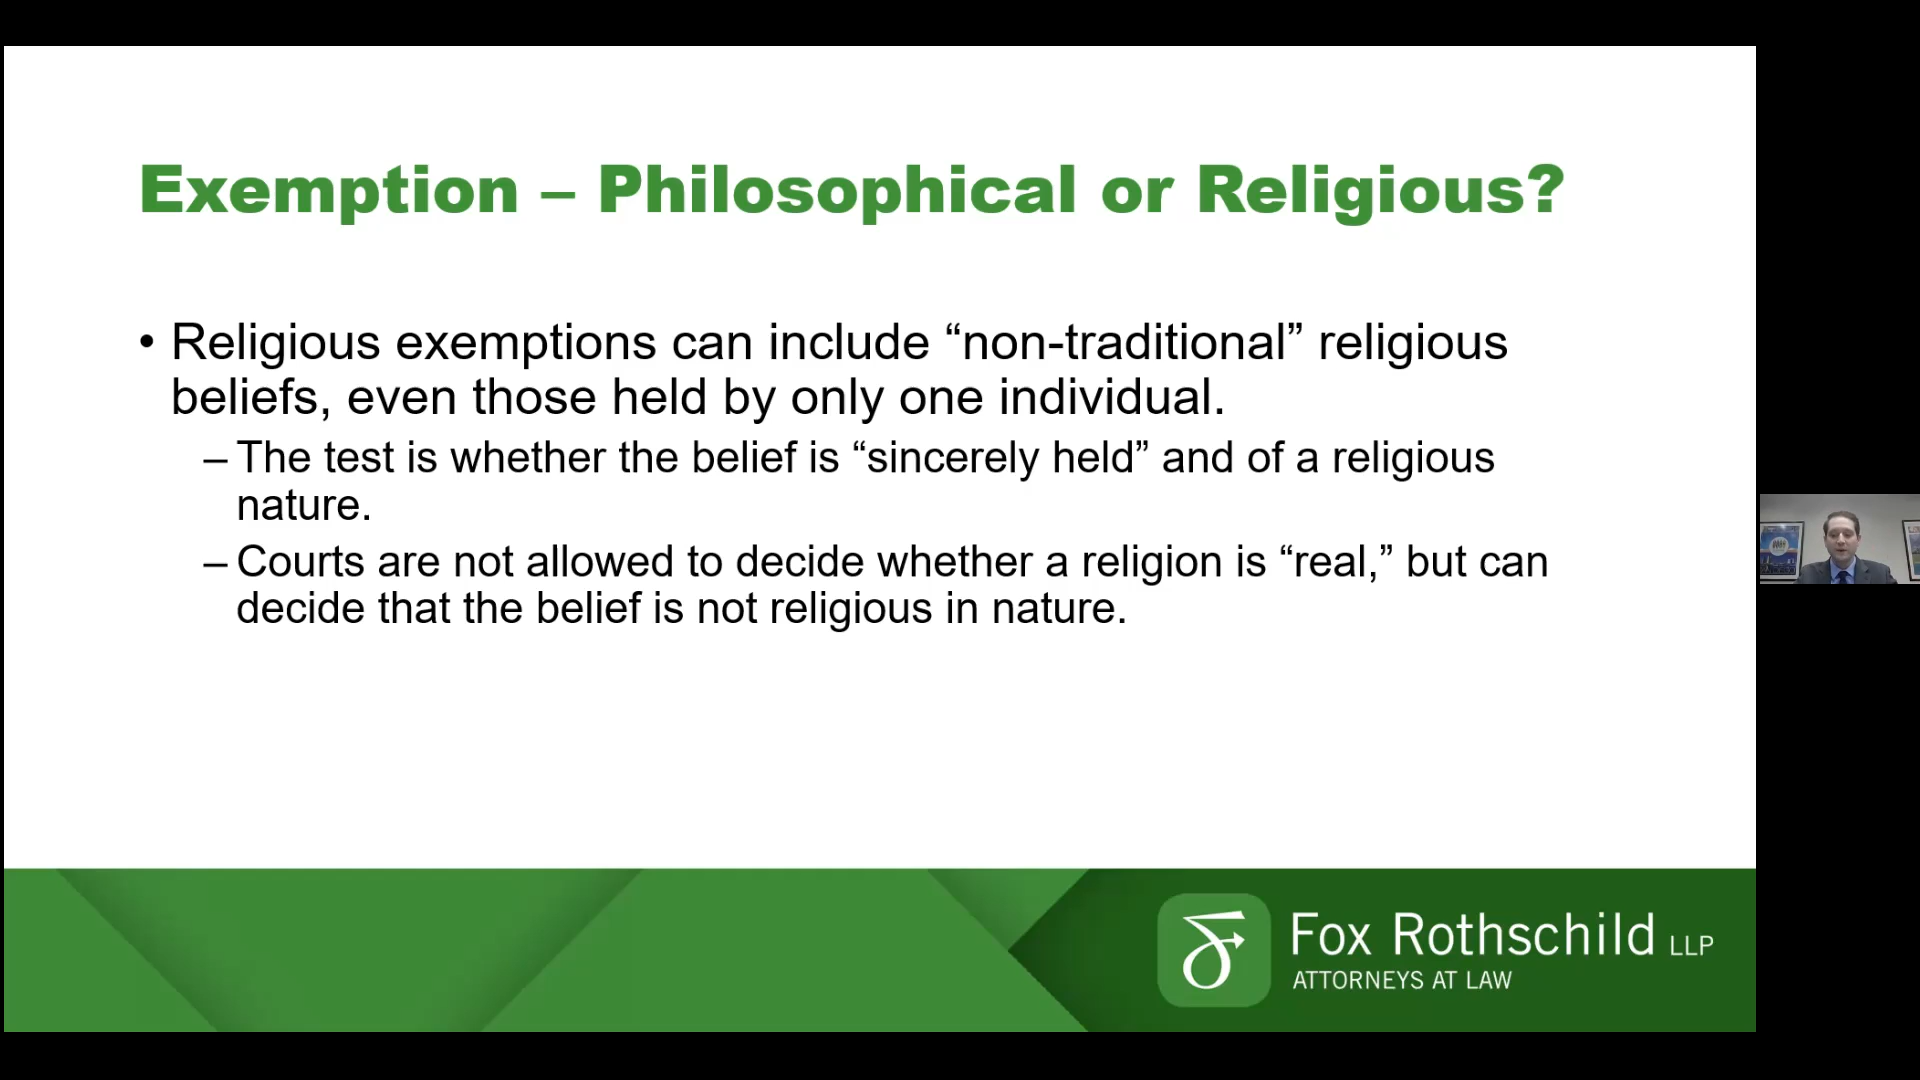 Exemption – Philosophical or Religious?
• Religious exemptions can include “non-traditional” religious
beliefs, even those held by only one individual.
– The test is whether the belief is “sincerely held” and of a religious
nature.
– Courts are not allowed to decide whether a religion is “real,” but can
decide that the belief is not religious in nature.
Fox Rothschild LLP
ATTORNEYS AT LAW